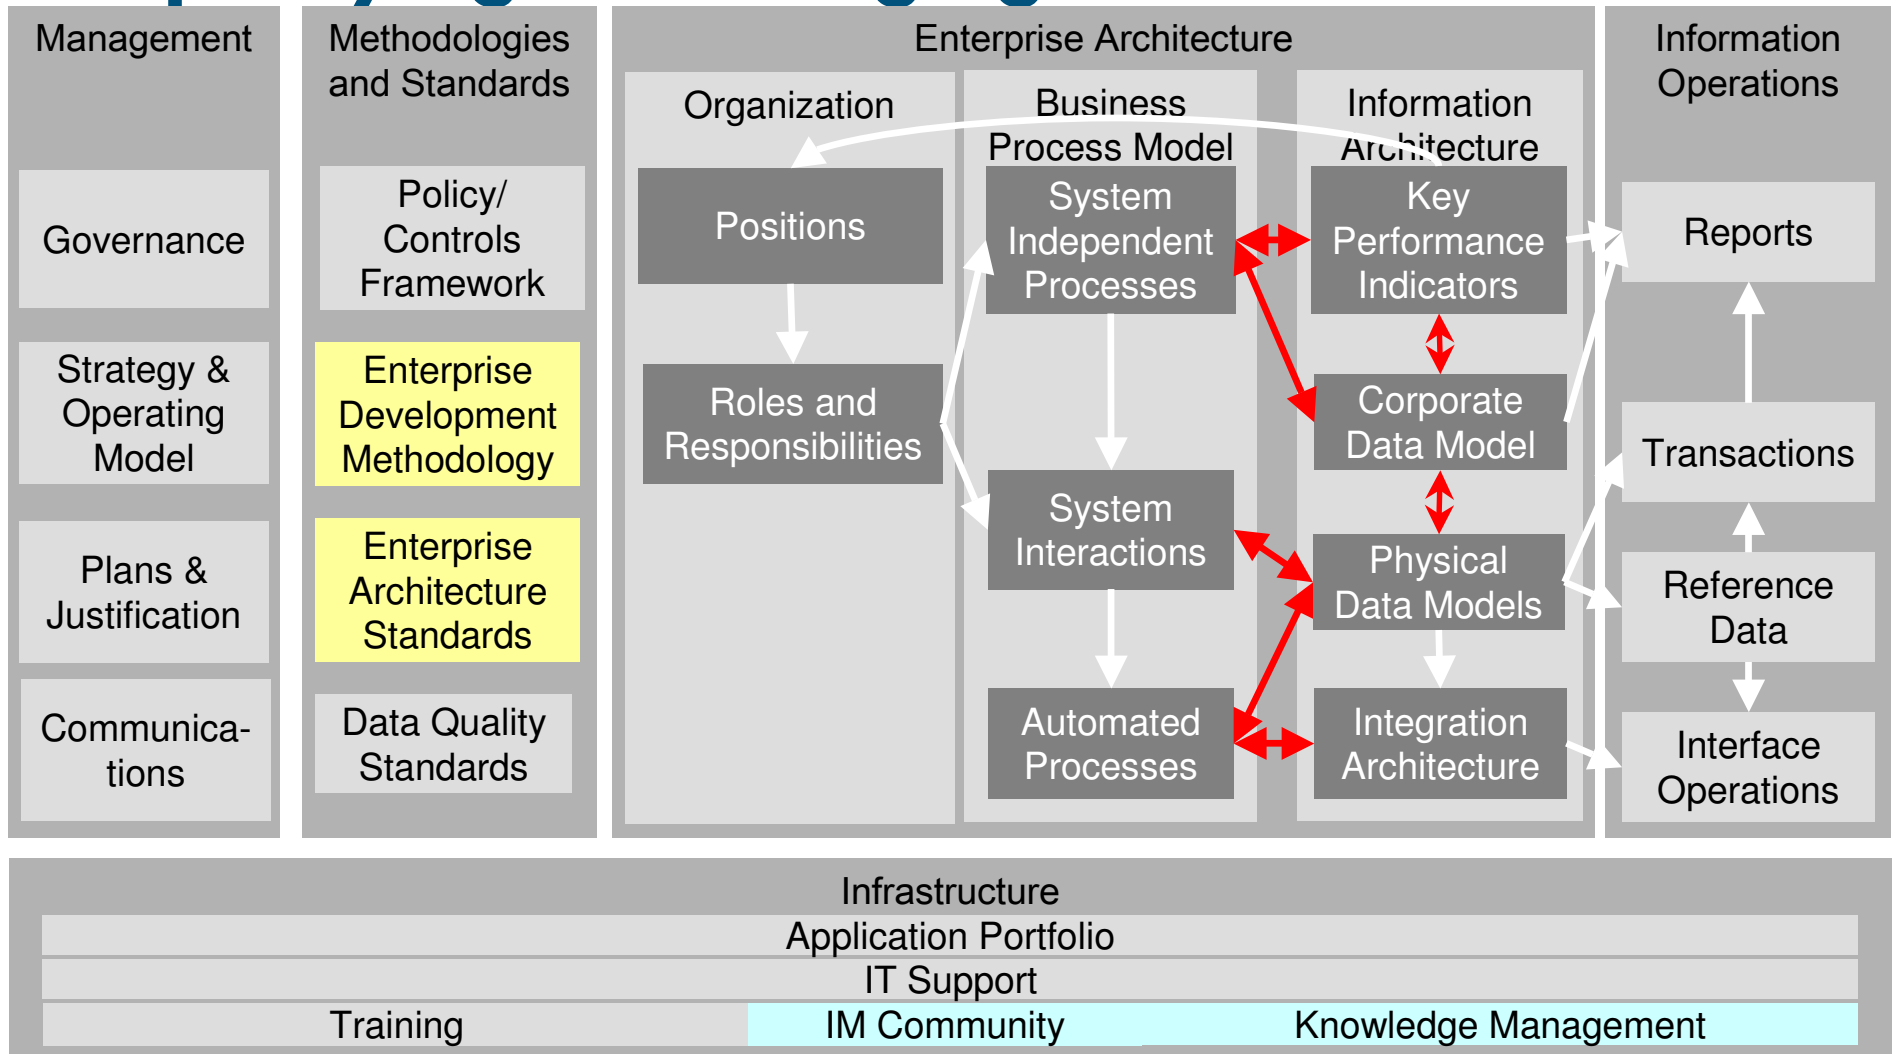 Management
Governance
Strategy &
Operating
Model
Plans &
Justification
Communica-
tions
Methodologies
and Standards
Policy/
Controls
Framework
Enterprise
Development
Methodology
Enterprise
Architecture
Standards
Data Quality
Standards
Enterprise Architecture
Organization
Positions
Roles and
Responsibilities
Business
Process Model
System
Independent
Processes
System
Interactions
Automated
Processes
Information
Architecture
Key
Performance
Indicators
Corporate
Data Model
Physical
Data Models
Integration
Architecture
Information
Operations
Reports
Transactions
Reference
Data
Interface
Operations
Infrastructure
Application Portfolio
IT Support
Training
IM Community
Knowledge Management